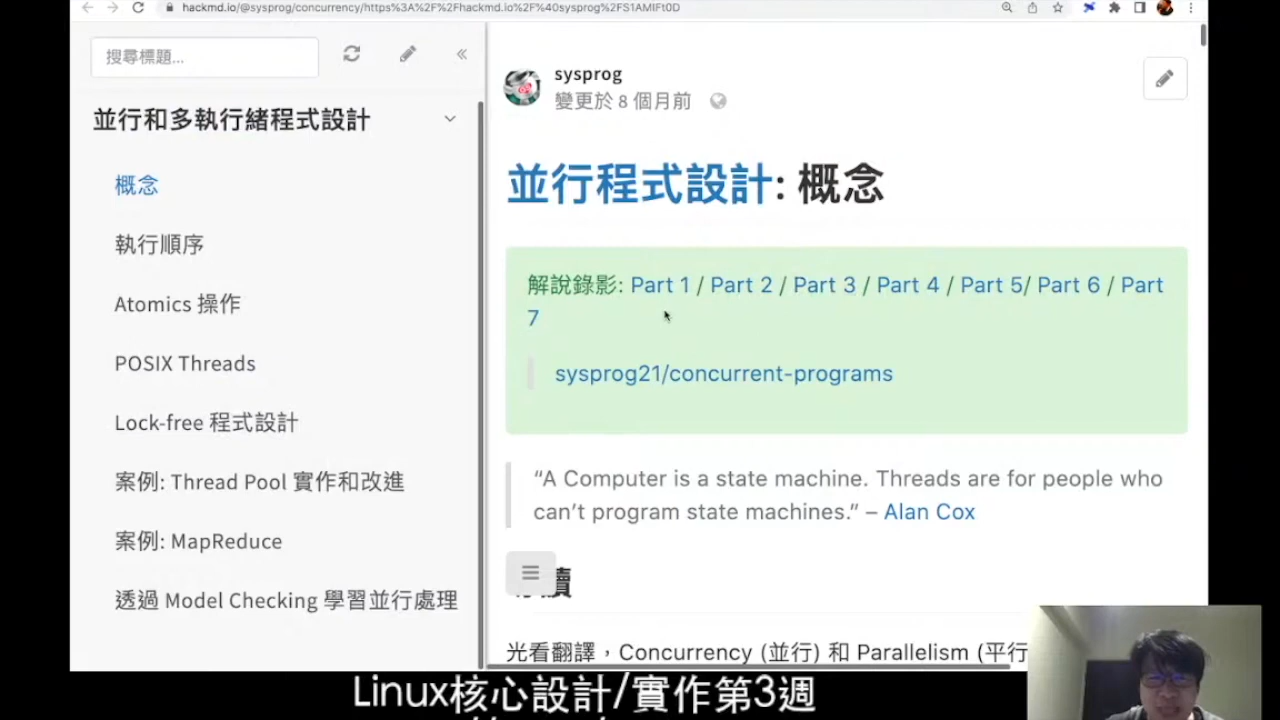 hackmd.io/@sysprog/concurrency/https%3A%2F%2Fhackmd.io%2F%40sysprog%2FS1AMIFt0D
搜尋標題...
並行和多執行緒程式設計
概念
執行順序
Atomics 操作
POSIX Threads
Lock-free 程式設計
案例: Thread Pool 實作和改進
案例: MapReduce
透過 Model Checking 學習並行處理
sysprog
變更於 8 個月前
並行程式設計: 概念
解說錄影: Part 1 / Part 2 / Part 3 / Part 4 / Part 5/ Part 6 / Part
7
sysprog21/concurrent-programs
“A Computer is a state machine. Threads are for people who
can’t program state machines.” – Alan Cox
讀
光看翻譯，Concurrency (並行) 和 Parallelism (平行
Linux核心設計/實作第3週